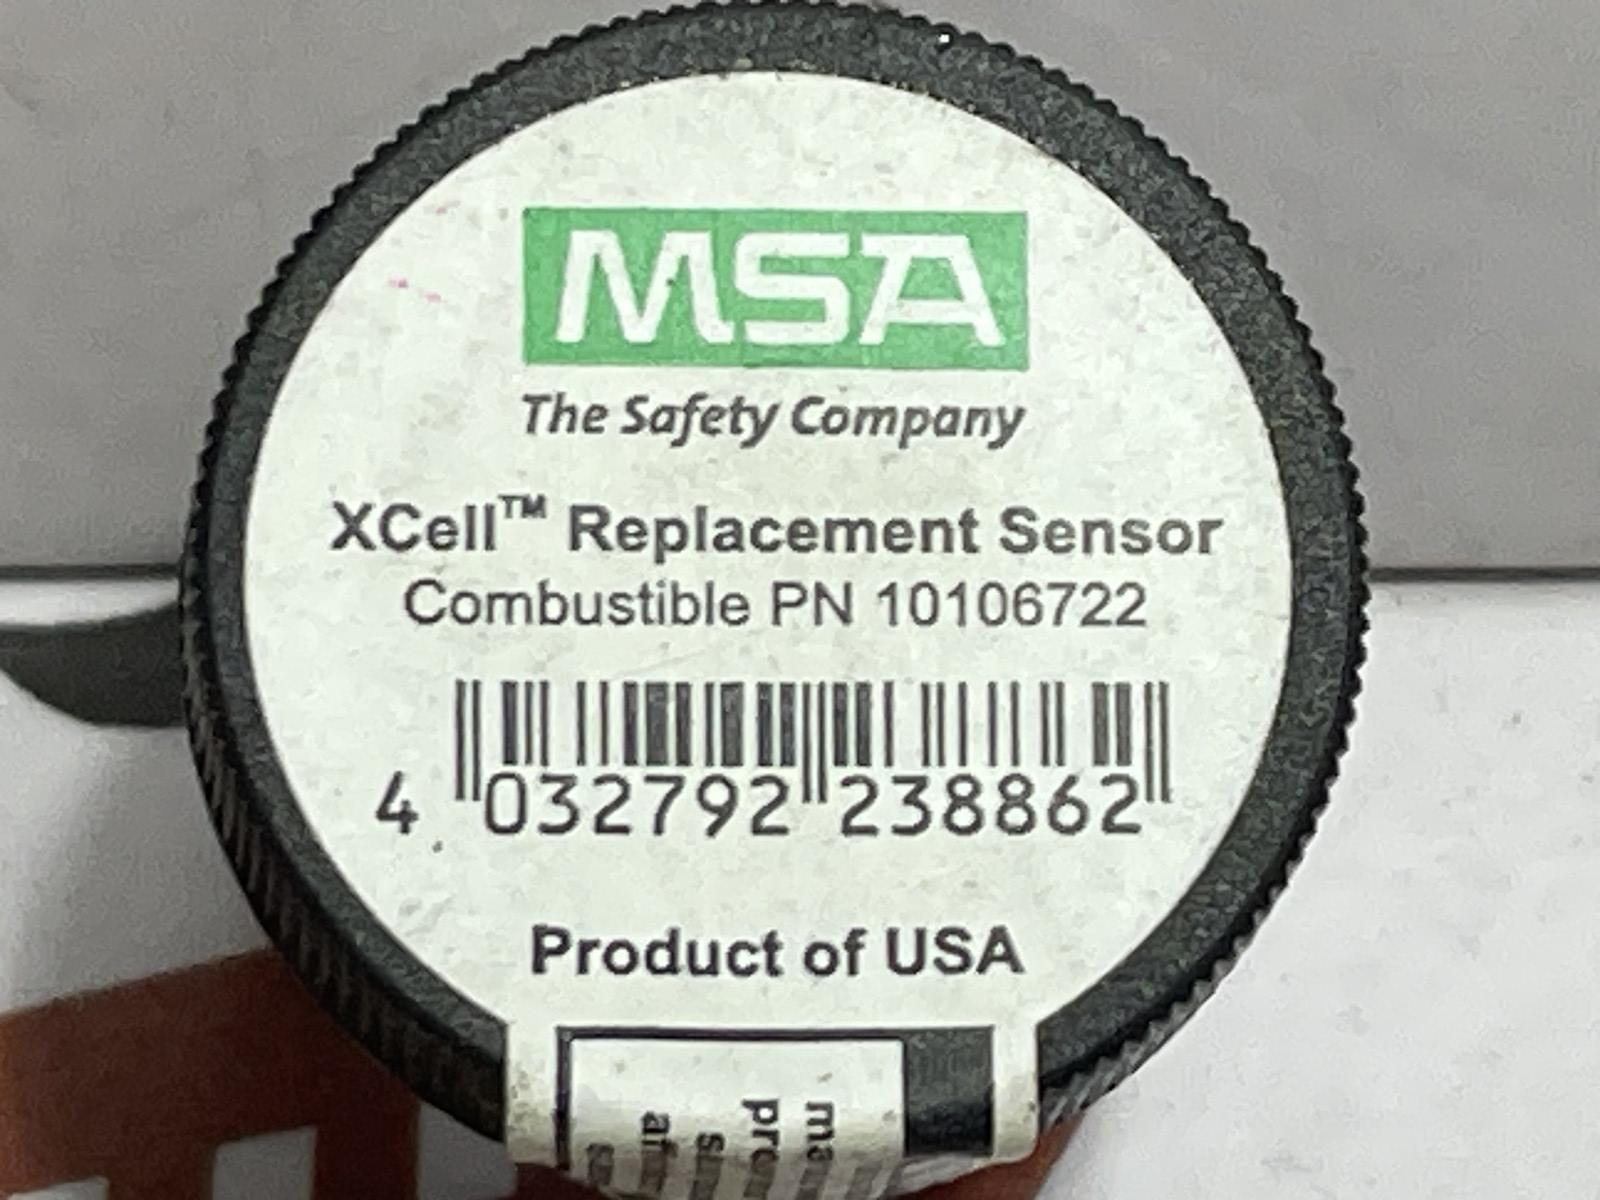 MSA
The Safety Company
XCell™ Replacement Sensor
Combustible PN 10106722
4 032792 238862
Product of USA